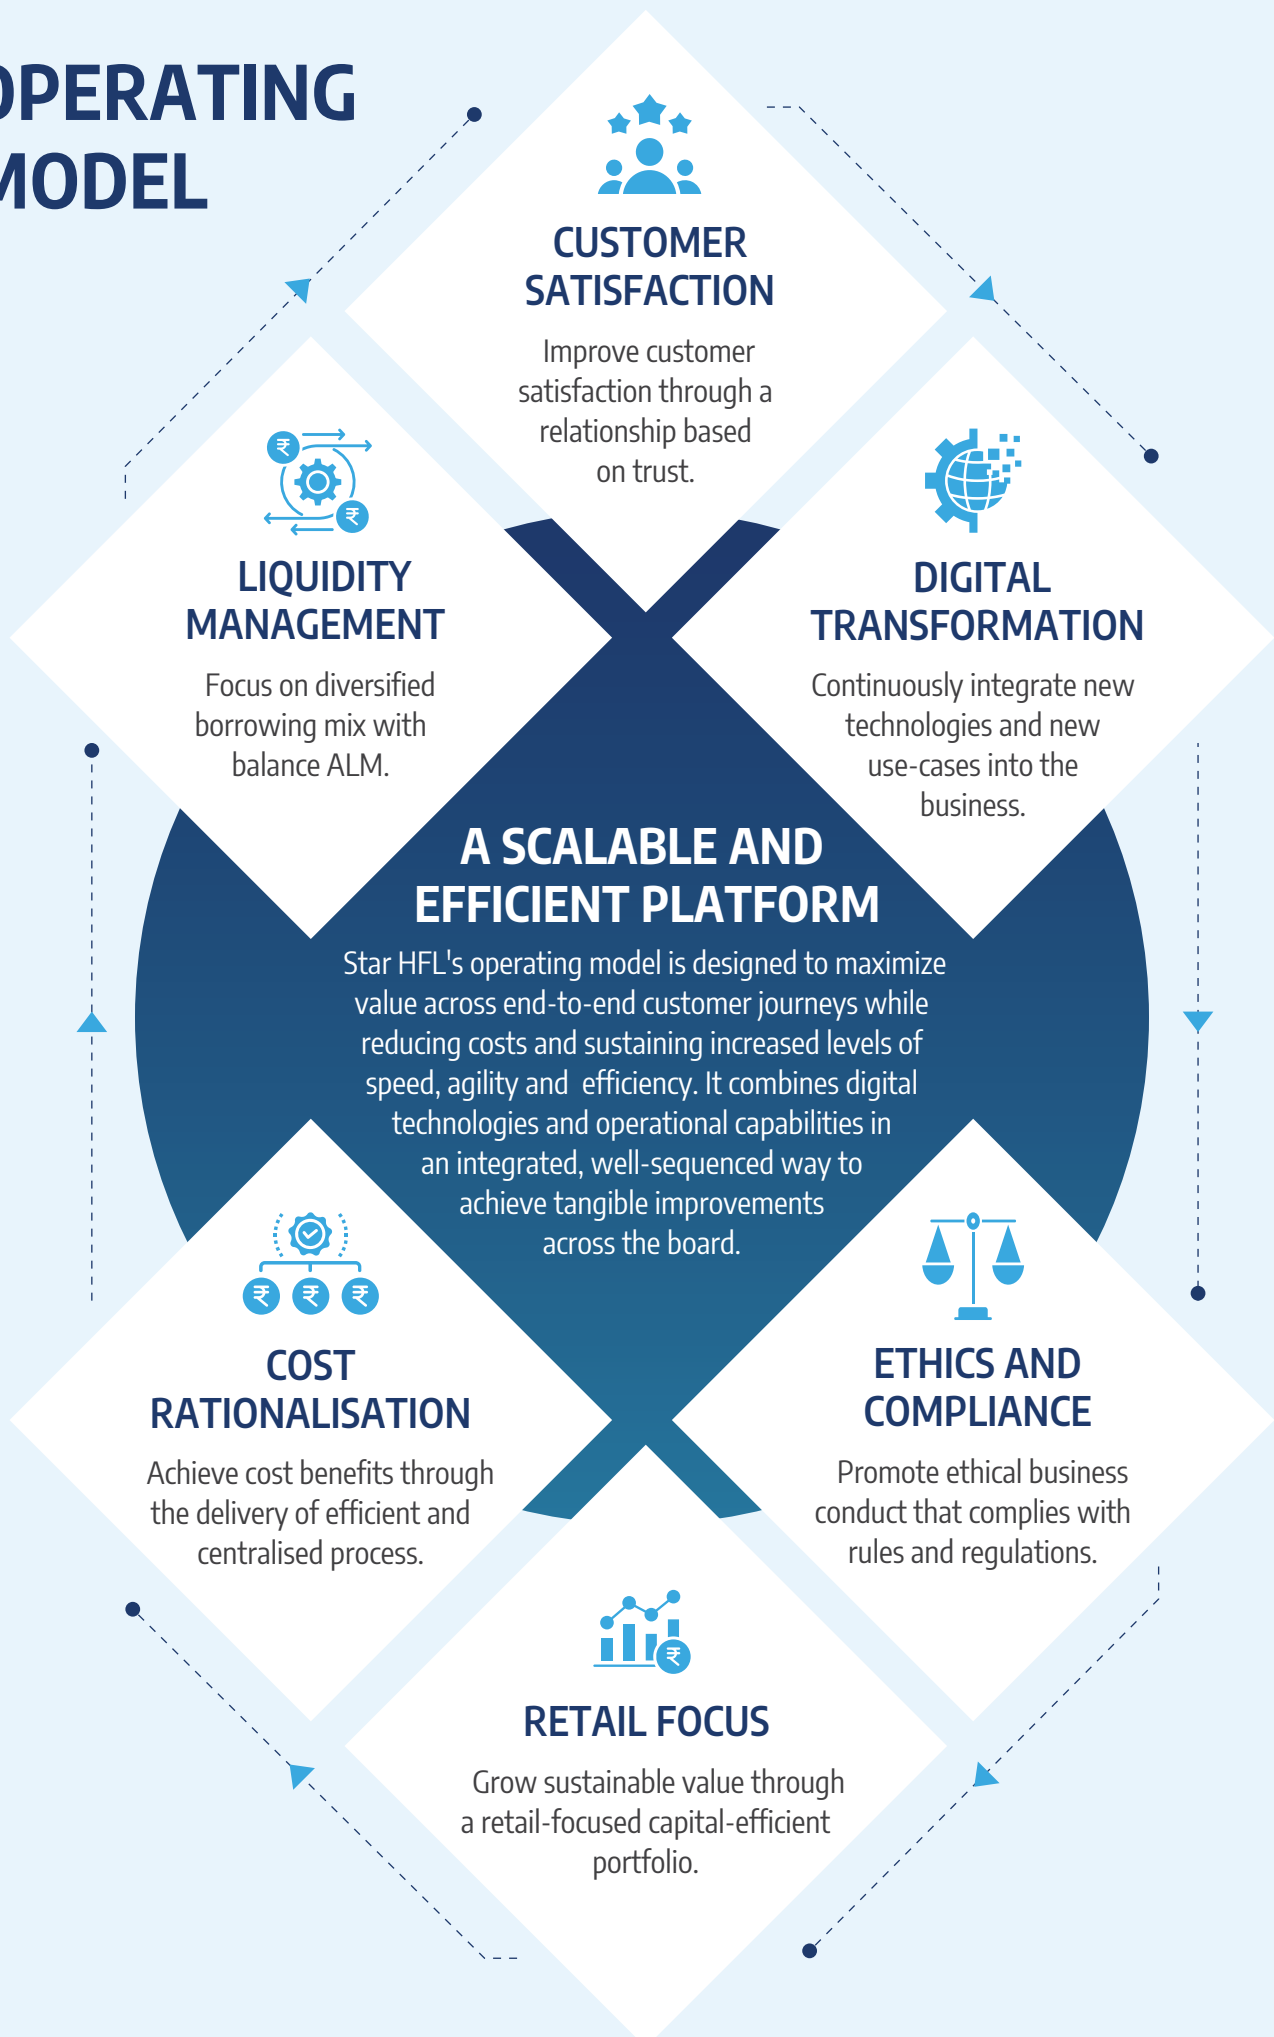 OPERATING
MODEL
CUSTOMER
SATISFACTION
Improve customer
satisfaction through a
relationship based
on trust.
LIQUIDITY
MANAGEMENT
Focus on diversified
borrowing mix with
balance ALM.
DIGITAL
TRANSFORMATION
Continuously integrate new
technologies and new
use-cases into the
business.
A SCALABLE AND
EFFICIENT PLATFORM
Star HFL's operating model is designed to maximize
value across end-to-end customer journeys while
reducing costs and sustaining increased levels of
speed, agility and efficiency. It combines digital
technologies and operational capabilities in
an integrated, well-sequenced way to
achieve tangible improvements
across the board.
COST
RATIONALISATION
Achieve cost benefits through
the delivery of efficient and
centralised process.
ETHICS AND
COMPLIANCE
Promote ethical business
conduct that complies with
rules and regulations.
RETAIL FOCUS
Grow sustainable value through
a retail-focused capital-efficient
portfolio.